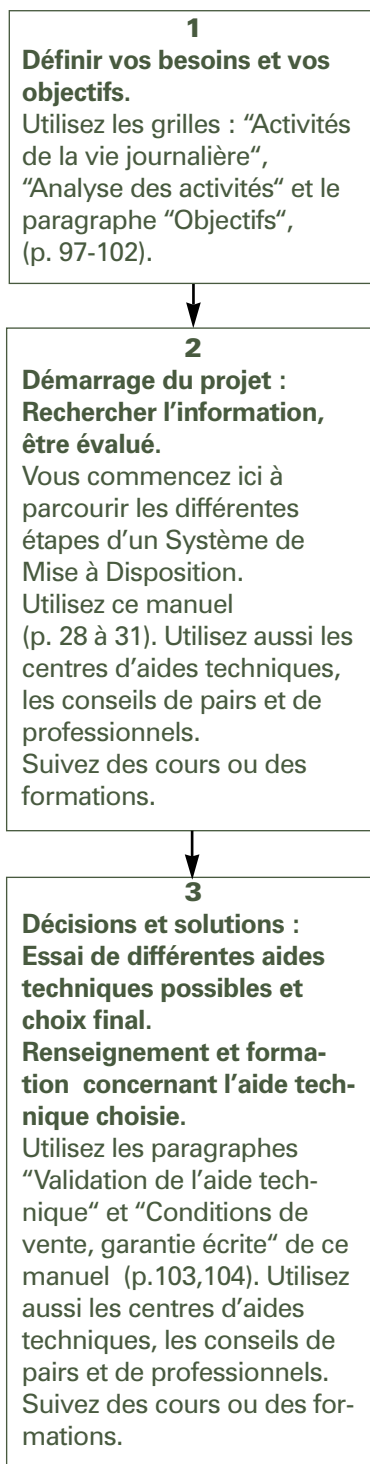 1
Définir vos besoins et vos
objectifs.
Utilisez les grilles : “Activités
de la vie journalière“,
“Analyse des activités“ et le
paragraphe “Objectifs“,
(p. 97-102).
2
Démarrage du projet :
Rechercher l’information,
être évalué.
Vous commencez ici à
parcourir les différentes
étapes d’un Système de
Mise à Disposition.
Utilisez ce manuel
(p. 28 à 31). Utilisez aussi les
centres d’aides techniques,
les conseils de pairs et de
professionnels.
Suivez des cours ou des
formations.
3
Décisions et solutions :
Essai de différentes aides
techniques possibles et
choix final.
Renseignement et forma-
tion  concernant l’aide tech-
nique choisie.
Utilisez les paragraphes
“Validation de l’aide tech-
nique“ et “Conditions de
vente, garantie écrite“ de ce
manuel  (p.103,104). Utilisez
aussi les centres d’aides
techniques, les conseils de
pairs et de professionnels.
Suivez des cours ou des for-
mations.